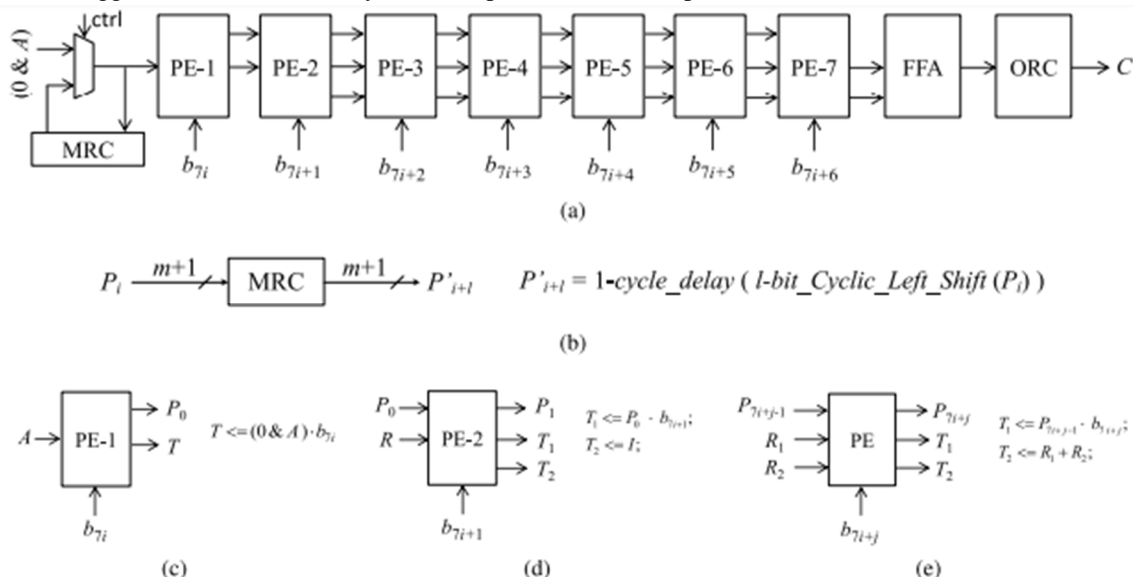 ctrl
(0 & A)
MRC
PE-1
PE-2
PE-3
PE-4
PE-5
PE-6
PE-7
FFA
ORC
C
b7i
b7i+1
b7i+2
b7i+3
b7i+4
b7i+5
b7i+6
(a)
Pi m+1 MRC m+1 P'i+l P'i+l = 1-cycle_delay ( l-bit_Cyclic_Left_Shift (Pi) )
(b)
A PE-1 P0 T
T <= (0 & A) · b7i
b7i
(c)
P0 R PE-2 P1 T1 T2
T1 <= P0 · b7i+1;
T2 <= I;
b7i+1
(d)
P7i+j-1 R1 R2 PE P7i+j T1 T2
T1 <= P7i+j-1 · b7i+j;
T2 <= R1 + R2;
b7i+j
(e)